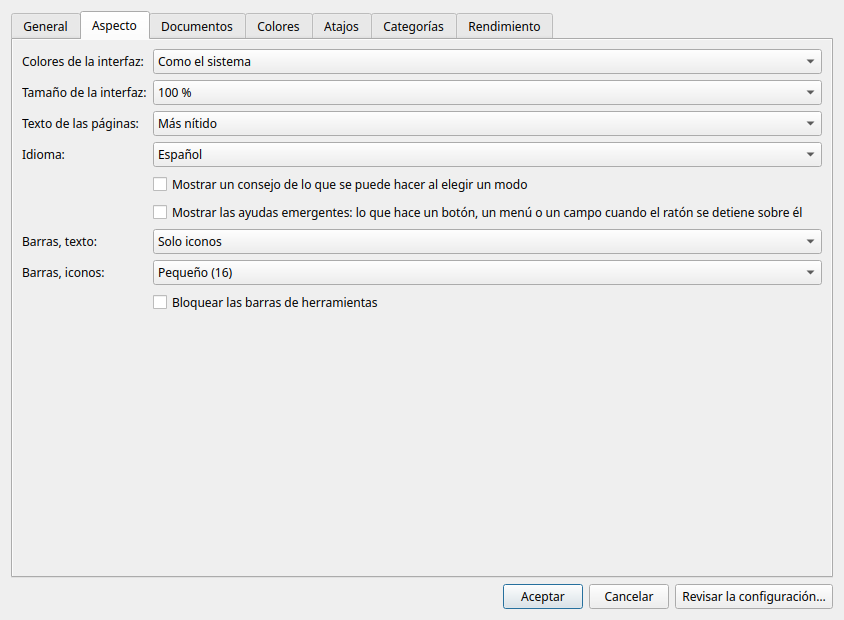 General Aspecto Documentos Colores Atajos Categorías Rendimiento
Colores de la interfaz: Como el sistema
Tamaño de la interfaz: 100 %
Texto de las páginas: Más nítido
Idioma: Español
Mostrar un consejo de lo que se puede hacer al elegir un modo
Mostrar las ayudas emergentes: lo que hace un botón, un menú o un campo cuando el ratón se detiene sobre él
Barras, texto: Solo iconos
Barras, iconos: Pequeño (16)
Bloquear las barras de herramientas
Aceptar Cancelar Revisar la configuración...